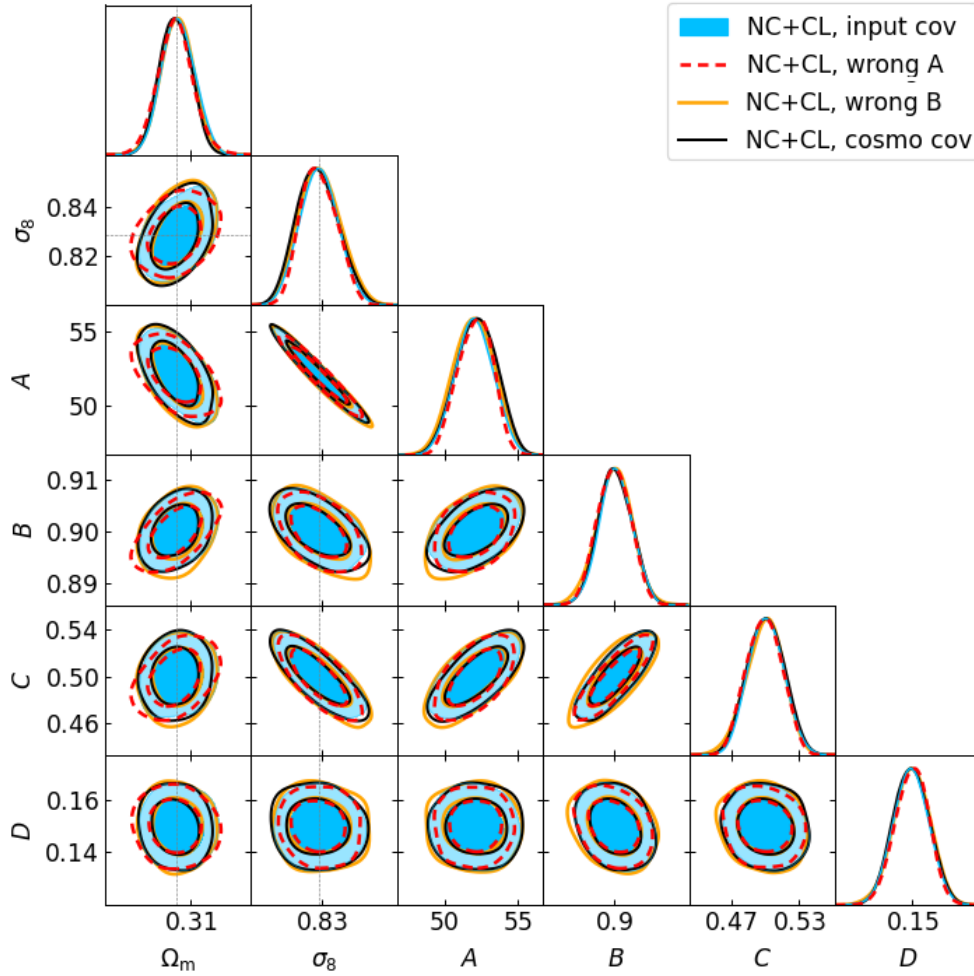 NC+CL, input cov
NC+CL, wrong A
NC+CL, wrong B
NC+CL, cosmo cov
0.84
0.82
σ8
55
50
A
0.91
0.90
0.89
B
0.54
0.50
0.46
C
0.16
0.14
D
0.31 0.83 50 55 0.9 0.47 0.53 0.15
Ωm σ8 A B C D